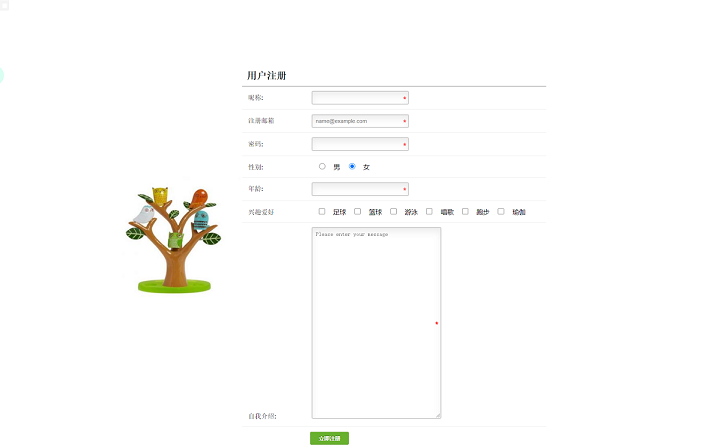 用户注册
昵称: *
注册邮箱 name@example.com *
密码: *
性别: 男 女
年龄: *
兴趣爱好 足球 篮球 游泳 唱歌 跑步 瑜伽
Please enter your message
*
自我介绍:
立即注册